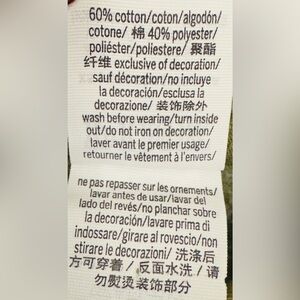 60% cotton/coton/algodón/
cotone/ 棉 40% polyester/
poliéster/poliestere/ 聚酯
纤维 exclusive of decoration/
sauf décoration/no incluye
la decoración/esclusa la
decorazione/ 装饰除外
wash before wearing/turn inside
out/do not iron on decoration/
laver avant le premier usage/
retourner le vêtement à l'envers/
ne pas repasser sur les ornements/
lavar antes de usar/lavar del
lado del revés/no planchar sobre
la decoración/lavare prima di
indossare/girare al rovescio/non
stirare le decorazioni/ 洗涤后
方可穿着 / 反面水洗 / 请
勿熨烫装饰部分